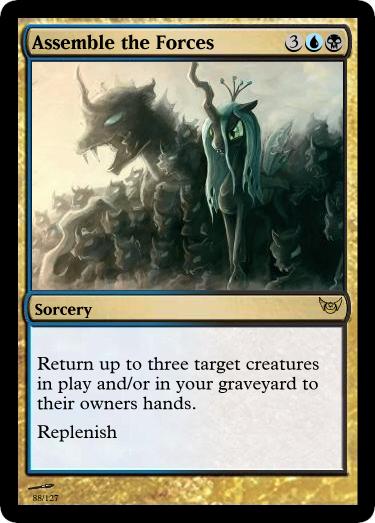 Assemble the Forces 3
Sorcery
Return up to three target creatures
in play and/or in your graveyard to
their owners hands.
Replenish
88/127